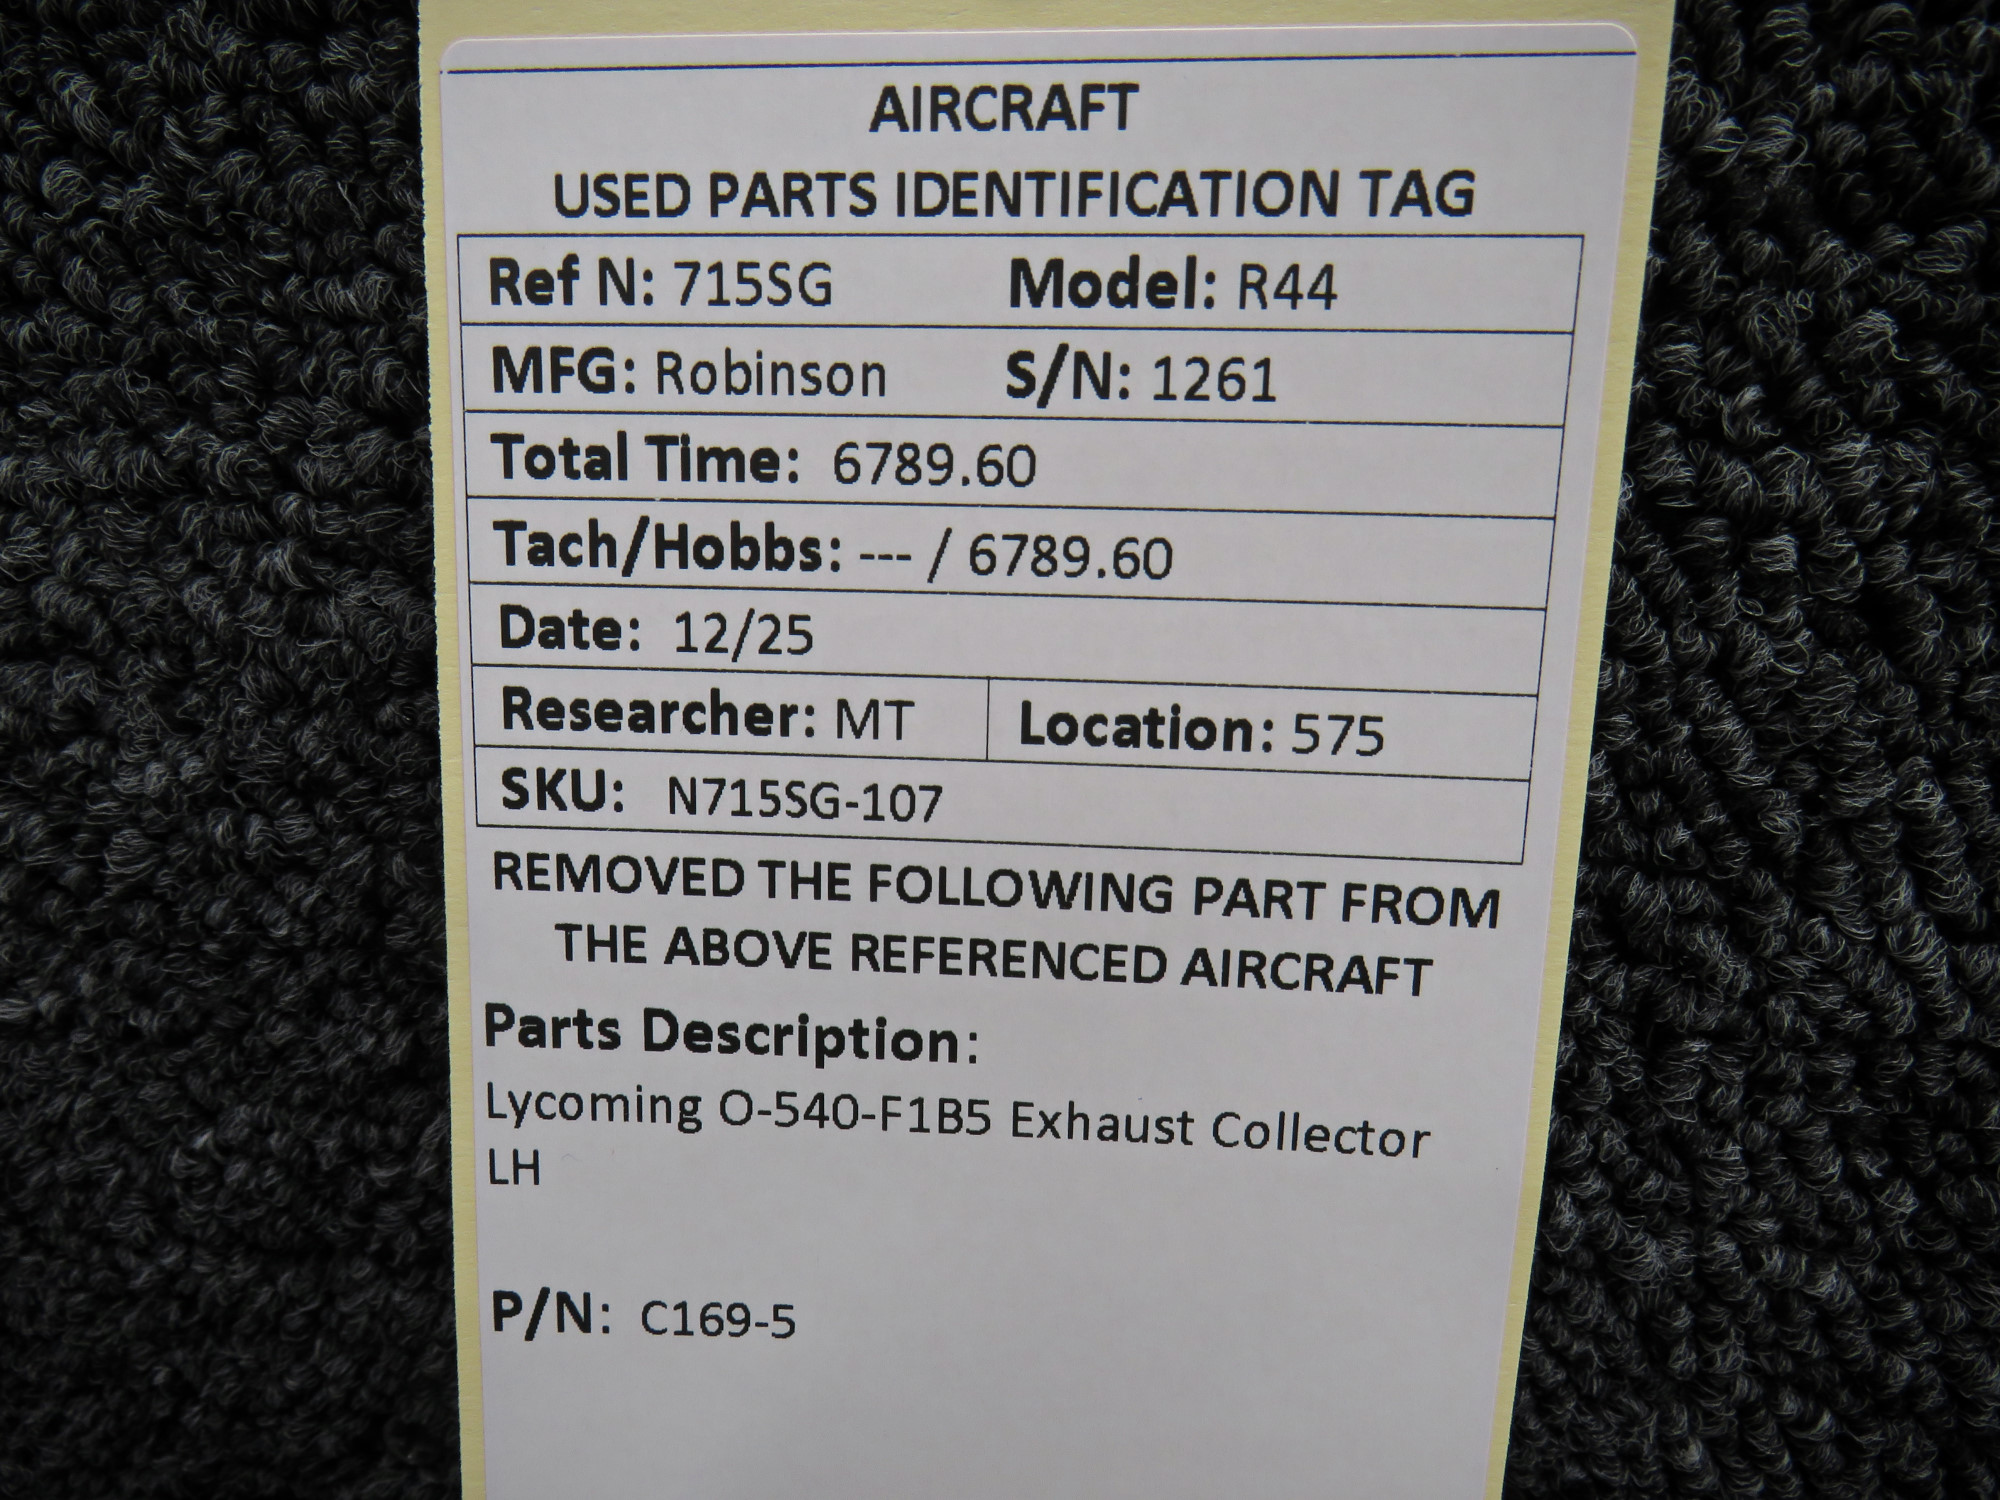 AIRCRAFT
USED PARTS IDENTIFICATION TAG
Ref N: 715SG Model: R44
MFG: Robinson S/N: 1261
Total Time: 6789.60
Tach/Hobbs: --- / 6789.60
Date: 12/25
Researcher: MT Location: 575
SKU: N715SG-107
REMOVED THE FOLLOWING PART FROM
THE ABOVE REFERENCED AIRCRAFT
Parts Description:
Lycoming O-540-F1B5 Exhaust Collector
LH
P/N: C169-5